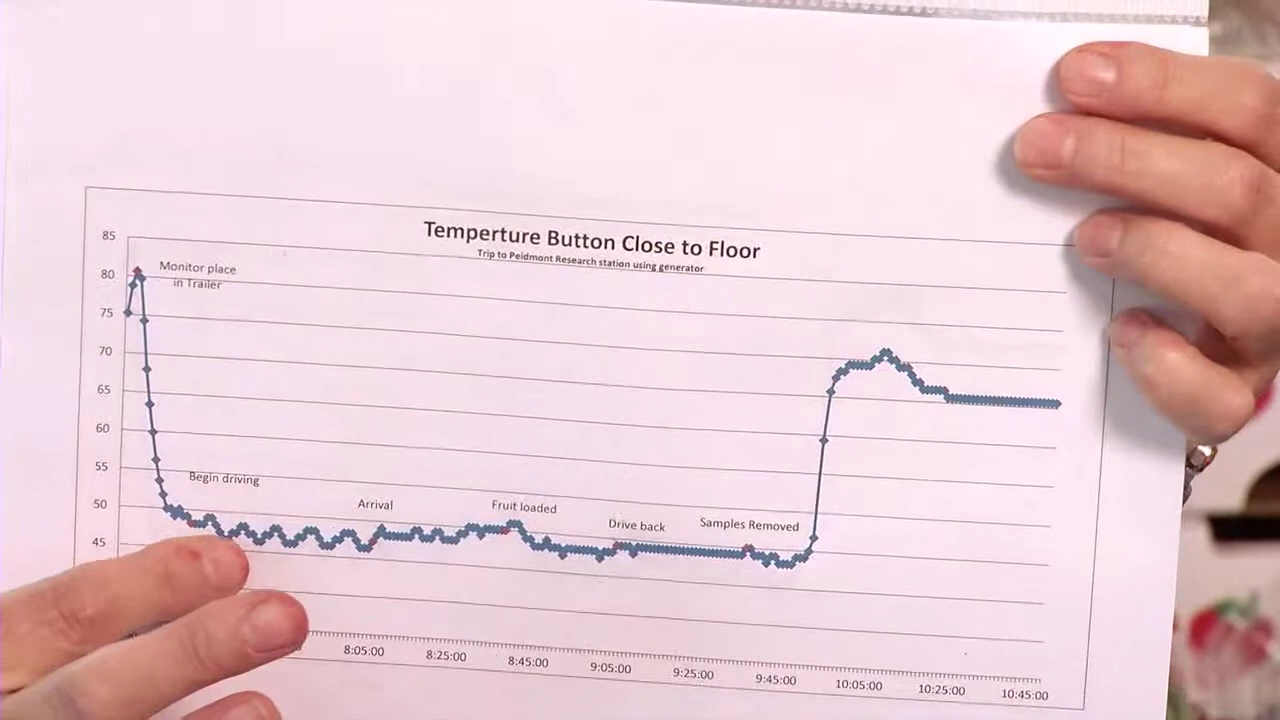 Temperture Button Close to Floor
Trip to Peidmont Research station using generator
85
80
75
70
65
60
55
50
45
Monitor place
in Trailer
Begin driving
Arrival
Fruit loaded
Drive back
Samples Removed
8:05:00
8:25:00
8:45:00
9:05:00
9:25:00
9:45:00
10:05:00
10:25:00
10:45:00